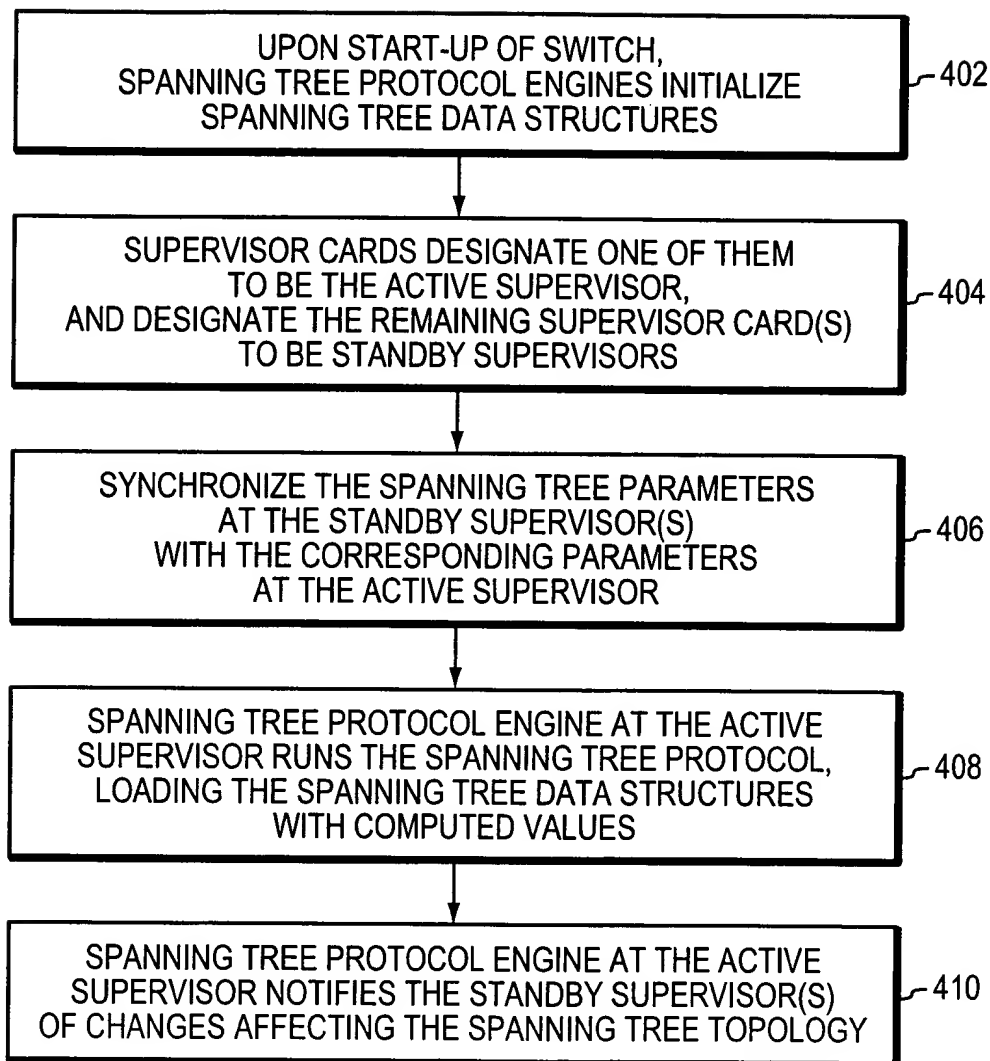 UPON START-UP OF SWITCH,
SPANNING TREE PROTOCOL ENGINES INITIALIZE
SPANNING TREE DATA STRUCTURES
402
SUPERVISOR CARDS DESIGNATE ONE OF THEM
TO BE THE ACTIVE SUPERVISOR,
AND DESIGNATE THE REMAINING SUPERVISOR CARD(S)
TO BE STANDBY SUPERVISORS
404
SYNCHRONIZE THE SPANNING TREE PARAMETERS
AT THE STANDBY SUPERVISOR(S)
WITH THE CORRESPONDING PARAMETERS
AT THE ACTIVE SUPERVISOR
406
SPANNING TREE PROTOCOL ENGINE AT THE ACTIVE
SUPERVISOR RUNS THE SPANNING TREE PROTOCOL,
LOADING THE SPANNING TREE DATA STRUCTURES
WITH COMPUTED VALUES
408
SPANNING TREE PROTOCOL ENGINE AT THE ACTIVE
SUPERVISOR NOTIFIES THE STANDBY SUPERVISOR(S)
OF CHANGES AFFECTING THE SPANNING TREE TOPOLOGY
410